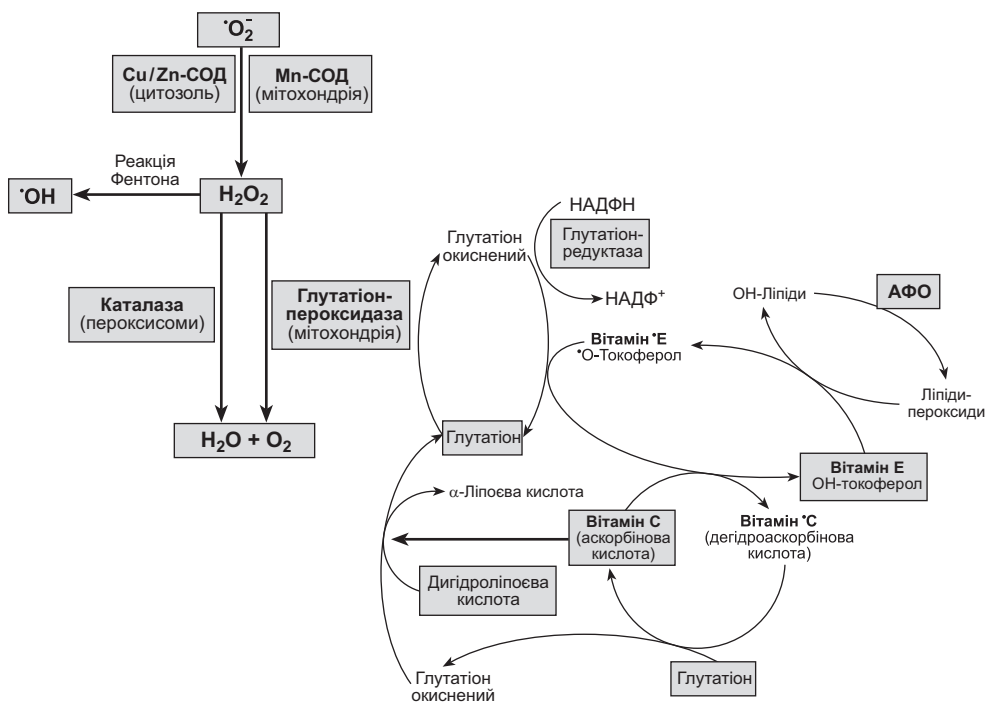 •O₂⁻
Cu/Zn-СОД
(цитозоль)
Mn-СОД
(мітохондрія)
Реакція
Фентона
•OH
H₂O₂
Каталаза
(пероксисоми)
Глутатіон-
пероксидаза
(мітохондрія)
H₂O + O₂
НАДФН
Глутатіон
окиснений
Глутатіон-
редуктаза
НАДФ⁺
ОН-Ліпіди
АФО
Вітамін •Е
•О-Токоферол
Ліпіди-
пероксиди
Глутатіон
Вітамін Е
ОН-токоферол
α-Ліпоєва кислота
Вітамін С
(аскорбінова
кислота)
Вітамін •С
(дегідроаскорбінова
кислота)
Дигідроліпоєва
кислота
Глутатіон
окиснений
Глутатіон